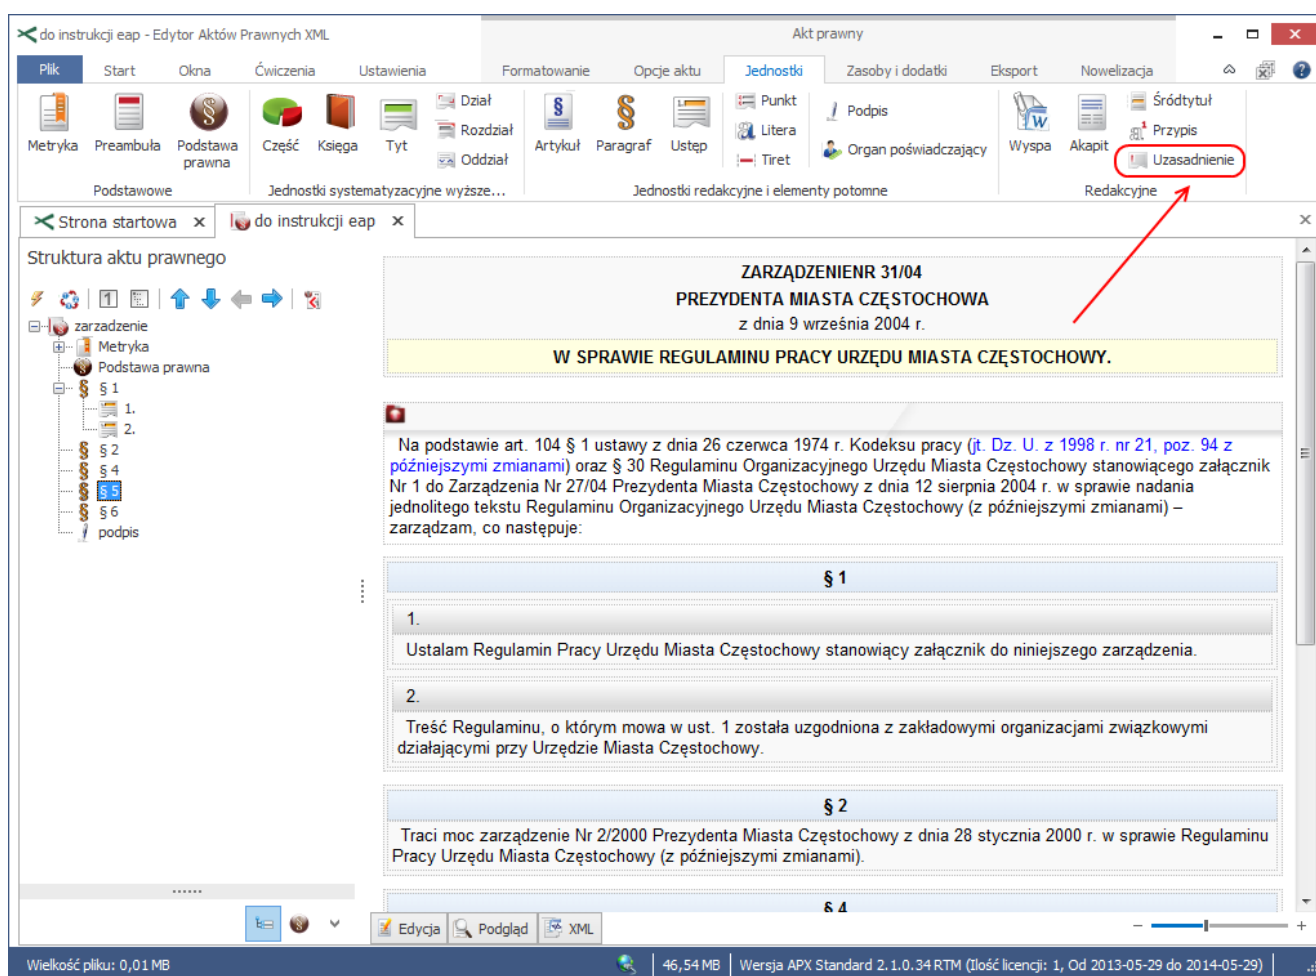 do instrukcji eap - Edytor Aktów Prawnych XML
Akt prawny
Plik Start Okna Ćwiczenia Ustawienia Formatowanie Opcje aktu Jednostki Zasoby i dodatki Eksport Nowelizacja
Metryka Preambuła Podstawa prawna
Podstawowe
Część Księga Tyt Dział Rozdział Oddział
Jednostki systematyzacyjne wyższe...
Artykuł Paragraf Ustęp Punkt Litera Tiret Podpis Organ poświadczający
Jednostki redakcyjne i elementy potomne
Wyspa Akapit Śródtytuł Przypis Uzasadnienie
Redakcyjne
Strona startowa x do instrukcji eap x
Struktura aktu prawnego
zarzadzenie
Metryka
Podstawa prawna
§ 1
1.
2.
§ 2
§ 4
§ 5
§ 6
podpis
ZARZĄDZENIENR 31/04
PREZYDENTA MIASTA CZĘSTOCHOWA
z dnia 9 września 2004 r.
W SPRAWIE REGULAMINU PRACY URZĘDU MIASTA CZĘSTOCHOWY.
Na podstawie art. 104 § 1 ustawy z dnia 26 czerwca 1974 r. Kodeksu pracy (jt. Dz. U. z 1998 r. nr 21, poz. 94 z
późniejszymi zmianami) oraz § 30 Regulaminu Organizacyjnego Urzędu Miasta Częstochowy stanowiącego załącznik
Nr 1 do Zarządzenia Nr 27/04 Prezydenta Miasta Częstochowy z dnia 12 sierpnia 2004 r. w sprawie nadania
jednolitego tekstu Regulaminu Organizacyjnego Urzędu Miasta Częstochowy (z późniejszymi zmianami) –
zarządzam, co następuje:
§ 1
1.
Ustalam Regulamin Pracy Urzędu Miasta Częstochowy stanowiący załącznik do niniejszego zarządzenia.
2.
Treść Regulaminu, o którym mowa w ust. 1 została uzgodniona z zakładowymi organizacjami związkowymi
działającymi przy Urzędzie Miasta Częstochowy.
§ 2
Traci moc zarządzenie Nr 2/2000 Prezydenta Miasta Częstochowy z dnia 28 stycznia 2000 r. w sprawie Regulaminu
Pracy Urzędu Miasta Częstochowy (z późniejszymi zmianami).
§ 4
Edycja Podgląd XML
Wielkość pliku: 0,01 MB 46,54 MB Wersja APX Standard 2.1.0.34 RTM (Ilość licencji: 1, Od 2013-05-29 do 2014-05-29)